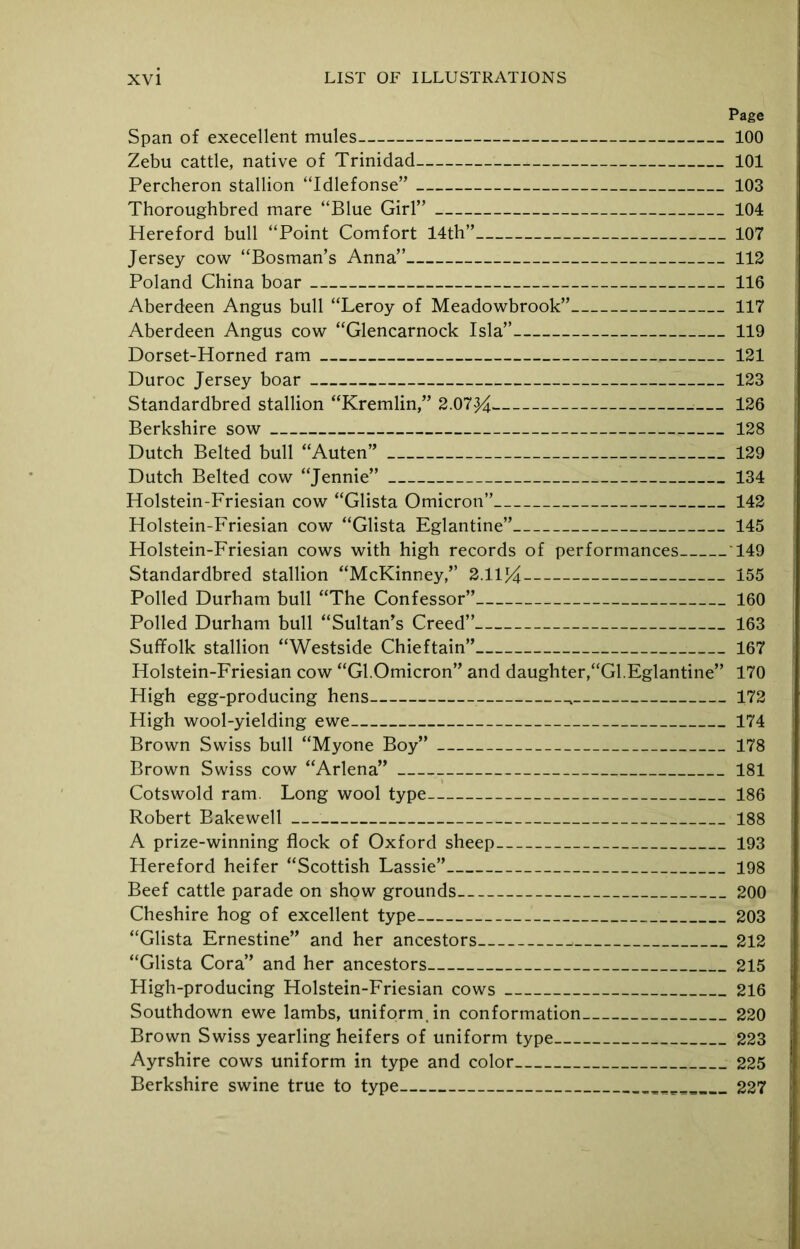 xvi LIST OF ILLUSTRATIONS
Page
Span of execellent mules 100
Zebu cattle, native of Trinidad 101
Percheron stallion “Idlefonse” 103
Thoroughbred mare “Blue Girl” 104
Hereford bull “Point Comfort 14th” 107
Jersey cow “Bosman’s Anna” 112
Poland China boar 116
Aberdeen Angus bull “Leroy of Meadowbrook” 117
Aberdeen Angus cow “Glencarnock Isla” 119
Dorset-Horned ram 121
Duroc Jersey boar 123
Standardbred stallion “Kremlin,” 2.07¾ 126
Berkshire sow 128
Dutch Belted bull “Auten” 129
Dutch Belted cow “Jennie” 134
Holstein-Friesian cow “Glista Omicron” 142
Holstein-Friesian cow “Glista Eglantine” 145
Holstein-Friesian cows with high records of performances 149
Standardbred stallion “McKinney,” 2.11¼ 155
Polled Durham bull “The Confessor” 160
Polled Durham bull “Sultan’s Creed” 163
Suffolk stallion “Westside Chieftain” 167
Holstein-Friesian cow “Gl.Omicron” and daughter,“Gl.Eglantine” 170
High egg-producing hens 172
High wool-yielding ewe 174
Brown Swiss bull “Myone Boy” 178
Brown Swiss cow “Arlena” 181
Cotswold ram. Long wool type 186
Robert Bakewell 188
A prize-winning flock of Oxford sheep 193
Hereford heifer “Scottish Lassie” 198
Beef cattle parade on show grounds 200
Cheshire hog of excellent type 203
“Glista Ernestine” and her ancestors 212
“Glista Cora” and her ancestors 215
High-producing Holstein-Friesian cows 216
Southdown ewe lambs, uniform in conformation 220
Brown Swiss yearling heifers of uniform type 223
Ayrshire cows uniform in type and color 225
Berkshire swine true to type 227